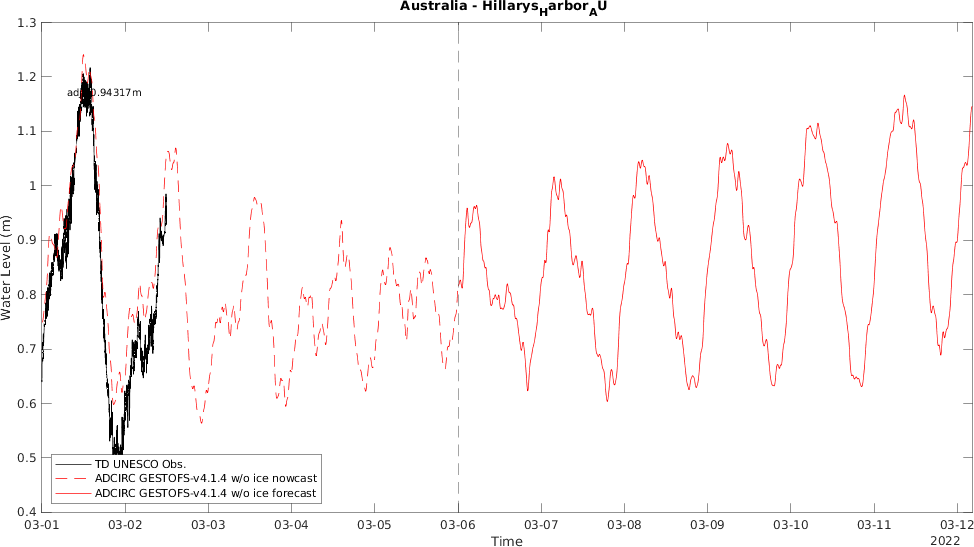 Australia - HillarysHarborAU
1.3
1.2
1.1
1
0.9
0.8
0.7
0.6
0.5
0.4
Water Level (m)
0.94317m
TD UNESCO Obs.
ADCIRC GESTOFS-v4.1.4 w/o ice nowcast
ADCIRC GESTOFS-v4.1.4 w/o ice forecast
03-01 03-02 03-03 03-04 03-05 03-06 03-07 03-08 03-09 03-10 03-11 03-12
Time
2022